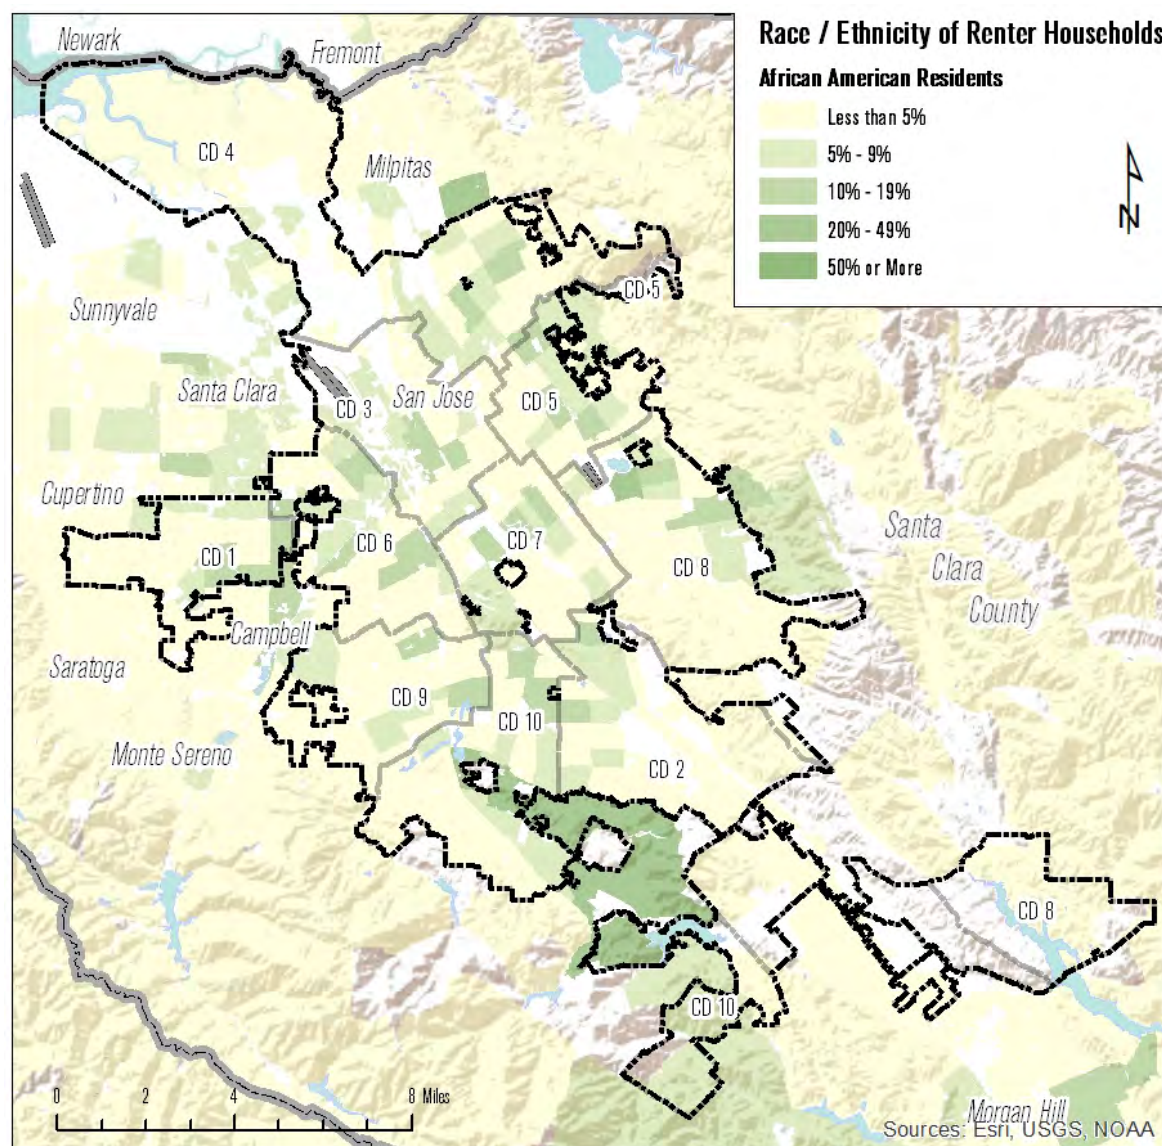 Newark
Fremont
Race / Ethnicity of Renter Households
African American Residents
Less than 5%
5% - 9%
10% - 19%
20% - 49%
50% or More
N
CD 4
Milpitas
CD 5
Sunnyvale
Santa Clara
CD 3
San Jose
CD 5
Cupertino
CD 1
CD 6
CD 7
CD 8
Santa
Clara
County
Campbell
Saratoga
CD 9
CD 10
Monte Sereno
CD 2
CD 8
CD 10
0 2 4 8 Miles
Morgan Hill
Sources: Esri, USGS, NOAA